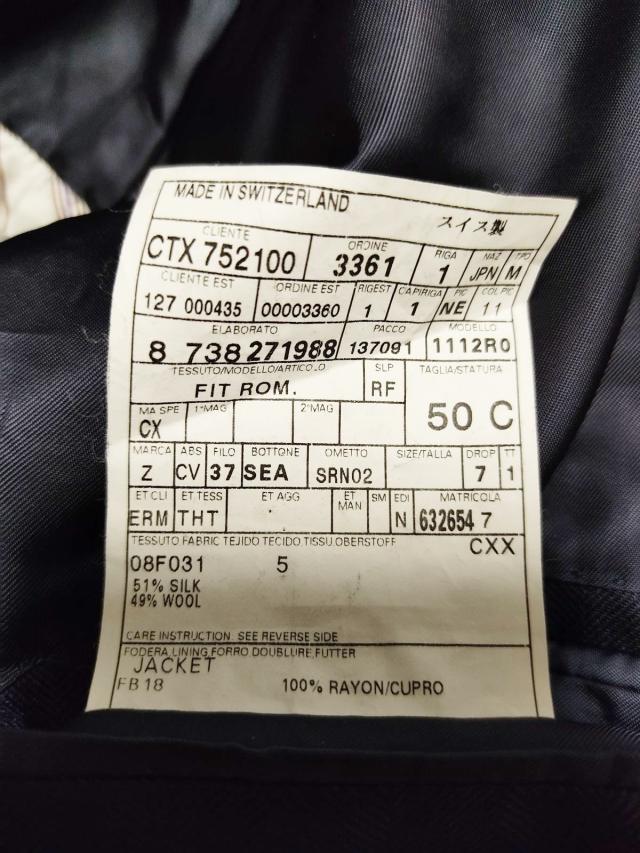 MADE IN SWITZERLAND
スイス製
CLIENTE ORDINE RIGA NAZ TPO
CTX 752100 3361 1 JPN M
CLIENTE EST ORDINE EST RIGEST CAPIRIGA PIC COL PIC
127 000435 00003360 1 1 NE 11
ELABORATO PACCO MODELLO
8 738 271988 137091 1112R0
TESSUTO/MODELLO/ARTICOLO SLP TAGLIA/STATURA
FIT ROM. RF 50 C
MA SPE 1°MAG 2°MAG
CX
MARCA ABS FILO BOTTONE OMETTO SIZE/TALLA DROP TT
Z CV 37 SEA SRN02 7 1
ET CLI ET TESS ET AGG ET MAN SM EDI MATRICOLA
ERM THT N 632654 7
TESSUTO FABRIC TEJIDO TECIDO TISSU OBERSTOFF CXX
08F031 5
51% SILK
49% WOOL
CARE INSTRUCTION SEE REVERSE SIDE
FODERA LINING FORRO DOUBLURE FUTTER
JACKET
FB 18 100% RAYON/CUPRO